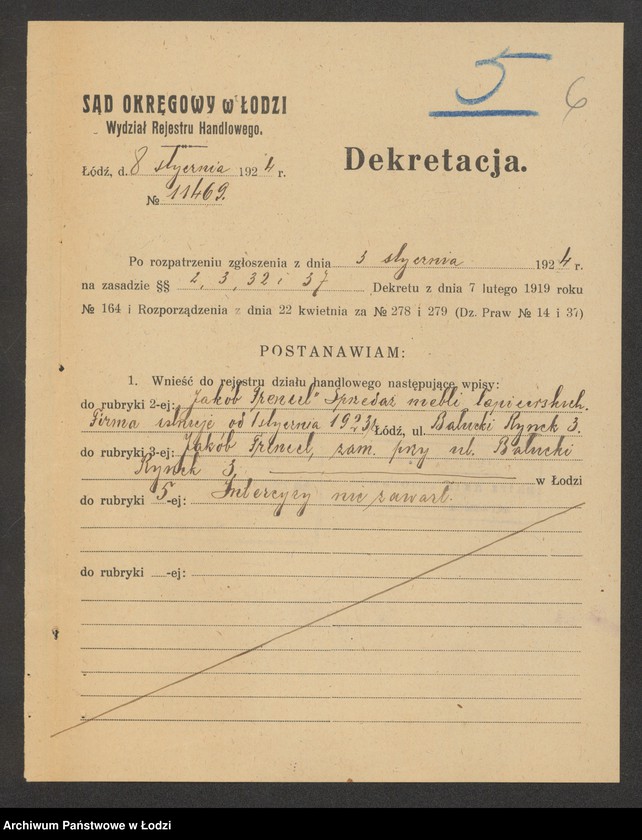 5
6
SĄD OKRĘGOWY w ŁODZI
Wydział Rejestru Handlowego.
Łódź, d. 8 stycznia 1924 r.
№ 11469.
Dekretacja.
Po rozpatrzeniu zgłoszenia z dnia 3 stycznia 1924 r.
na zasadzie §§ 2, 3, 32 i 37 Dekretu z dnia 7 lutego 1919 roku
№ 164 i Rozporządzenia z dnia 22 kwietnia za № 278 i 279 (Dz. Praw № 14 i 37)
POSTANAWIAM:
1. Wnieść do rejestru działu handlowego następujące wpisy:
do rubryki 2-ej: „Jakób Frencel" Sprzedaż mebli tapicerskich.
Firma istnieje od 1 stycznia 1923 r. Łódź, ul. Bałucki Rynek 3.
do rubryki 3-ej: Jakób Frencel, zam. przy ul. Bałucki
Rynek 3. w Łodzi
do rubryki 5-ej: Intercyzy nie zawarł.
do rubryki -ej:
Archiwum Państwowe w Łodzi